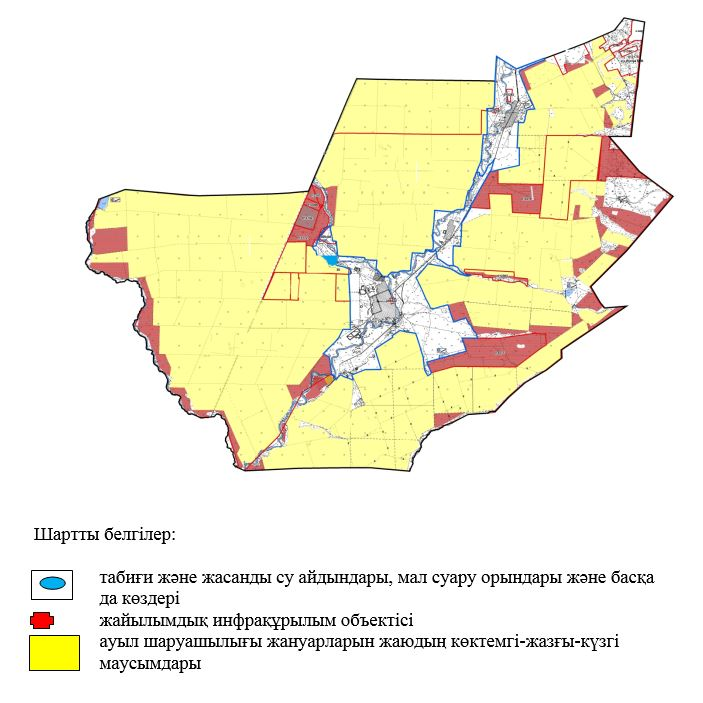 Шартты белгілер:
табиғи және жасанды су айдындары, мал суару орындары және басқа
да көздері
жайылымдық инфрақұрылым объектісі
ауыл шаруашылығы жануарларын жаюдың көктемгі-жазғы-күзгі
маусымдары